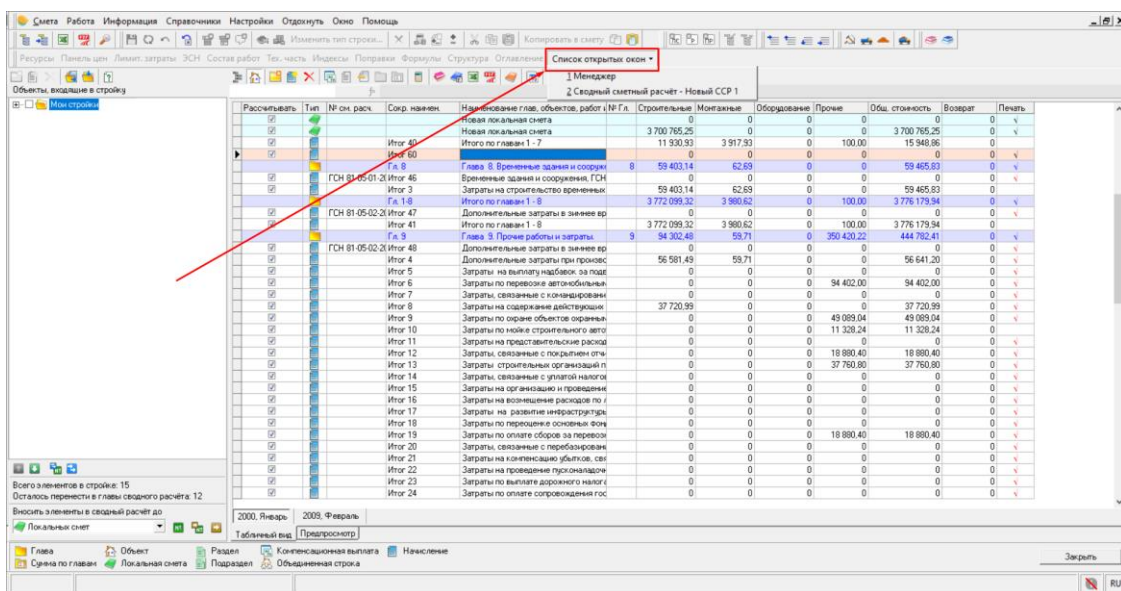 Смета Работа Информация Справочники Настройки Отдохнуть Окно Помощь
Изменить тип строки... Копировать в смету
Ресурсы Панель цен Лимит. затраты ЭСН Состав работ Тех. часть Индексы Поправки Формулы Структура Оглавление Список открытых окон
1 Менеджер
2 Сводный сметный расчёт - Новый ССР 1
Объекты, входящие в стройку
Мои стройки
Рассчитывать Тип № см. расч. Сокр. наимен. Наименование глав, объектов, работ и № Гл. Строительные Монтажные Оборудование Прочие Общ. стоимость Возврат Печать
Новая локальная смета 0 0 0 0 0 0 √
Новая локальная смета 3 700 765,25 0 0 0 3 700 765,25 0 √
Итог 40 Итого по главам 1 - 7 11 930,93 3 917,93 0 100,00 15 948,86 0
Итог 60 0 0 0 0 0 0 √
Гл. 8 Глава 8. Временные здания и сооруже 8 59 403,14 62,69 0 0 59 465,83 0 √
ГСН 81-05-01-20 Итог 46 Временные здания и сооружения, ГСН 0 0 0 0 0 0 √
Итог 3 Затраты на строительство временных 59 403,14 62,69 0 0 59 465,83 0
Гл. 1-8 Итого по главам 1 - 8 3 772 099,32 3 980,62 0 100,00 3 776 179,94 0 √
ГСН 81-05-02-20 Итог 47 Дополнительные затраты в зимнее вр 0 0 0 0 0 0 √
Итог 41 Итого по главам 1 - 8 3 772 099,32 3 980,62 0 100,00 3 776 179,94 0
Гл. 9 Глава 9. Прочие работы и затраты. 9 94 302,48 59,71 0 350 420,22 444 782,41 0 √
ГСН 81-05-02-20 Итог 48 Дополнительные затраты в зимнее вр 0 0 0 0 0 0 √
Итог 4 Дополнительные затраты при произво 56 581,49 59,71 0 0 56 641,20 0 √
Итог 5 Затраты на выплату надбавок за подв 0 0 0 0 0 0 √
Итог 6 Затраты по перевозке автомобильным 0 0 0 94 402,00 94 402,00 0 √
Итог 7 Затраты, связанные с командировани 0 0 0 0 0 0 √
Итог 8 Затраты на содержание действующих 37 720,99 0 0 0 37 720,99 0 √
Итог 9 Затраты по охране объектов охранным 0 0 0 49 089,04 49 089,04 0 √
Итог 10 Затраты по мойке строительного авто 0 0 0 11 328,24 11 328,24 0
Итог 11 Затраты на представительские расход 0 0 0 0 0 0 √
Итог 12 Затраты, связанные с покрытием отчи 0 0 0 18 880,40 18 880,40 0 √
Итог 13 Затраты строительных организаций п 0 0 0 37 760,80 37 760,80 0 √
Итог 14 Затраты, связанные с уплатой налогов 0 0 0 0 0 0 √
Итог 15 Затраты на организацию и проведение 0 0 0 0 0 0 √
Итог 16 Затраты на возмещение расходов по л 0 0 0 0 0 0 √
Итог 17 Затраты на развитие инфраструктуры 0 0 0 0 0 0 √
Итог 18 Затраты по переоценке основных фон 0 0 0 0 0 0 √
Итог 19 Затраты по оплате сборов за перевоз 0 0 0 18 880,40 18 880,40 0 √
Итог 20 Затраты, связанные с перебазирован 0 0 0 0 0 0 √
Итог 21 Затраты на компенсацию убытков, свя 0 0 0 0 0 0 √
Итог 22 Затраты на проведение пусконаладоч 0 0 0 0 0 0 √
Итог 23 Затраты по выплате дорожного налога 0 0 0 0 0 0 √
Итог 24 Затраты по оплате сопровождения гос 0 0 0 0 0 0 √
Всего элементов в стройке: 15
Осталось перенести в главы сводного расчёта: 12
Вносить элементы в сводный расчёт до
Локальных смет
2000, Январь 2009, Февраль
Табличный вид Предпросмотр
Глава Объект Раздел Компенсационная выплата Начисление
Сумма по главам Локальная смета Подраздел Объединенная строка
Закрыть
RU